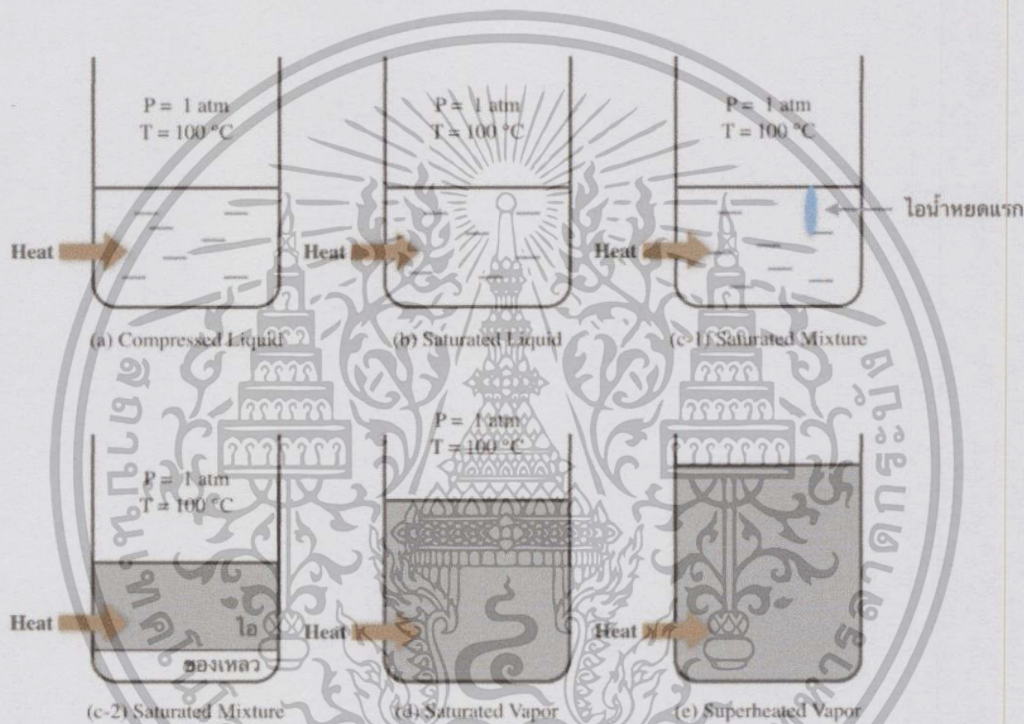 P = 1 atm
T = 100 °C
P = 1 atm
T = 100 °C
P = 1 atm
T = 100 °C
ไอน้ำหยดแรก
Heat
Heat
Heat
(a) Compressed Liquid
(b) Saturated Liquid
(c-1) Saturated Mixture
P = 1 atm
T = 100 °C
P = 1 atm
T = 100 °C
Heat
ไอ
ของเหลว
Heat
Heat
(c-2) Saturated Mixture
(d) Saturated Vapor
(e) Superheated Vapor